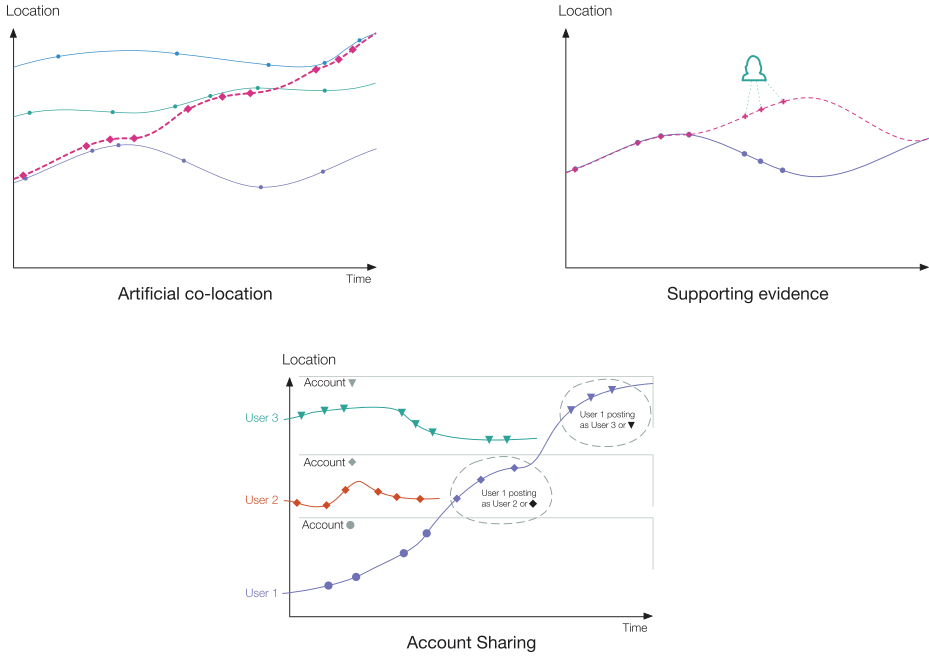 Location
Time
Artificial co-location
Location
Supporting evidence
Location
Account
User 3
User 1 posting
as User 3 or
Account
User 2
User 1 posting
as User 2 or
Account
User 1
Time
Account Sharing